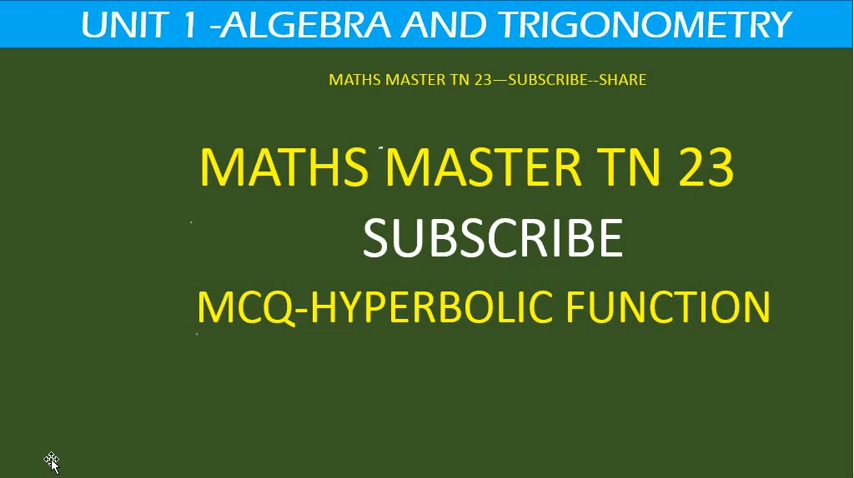 UNIT 1 -ALGEBRA AND TRIGONOMETRY
MATHS MASTER TN 23—SUBSCRIBE--SHARE
MATHS MASTER TN 23
SUBSCRIBE
MCQ-HYPERBOLIC FUNCTION